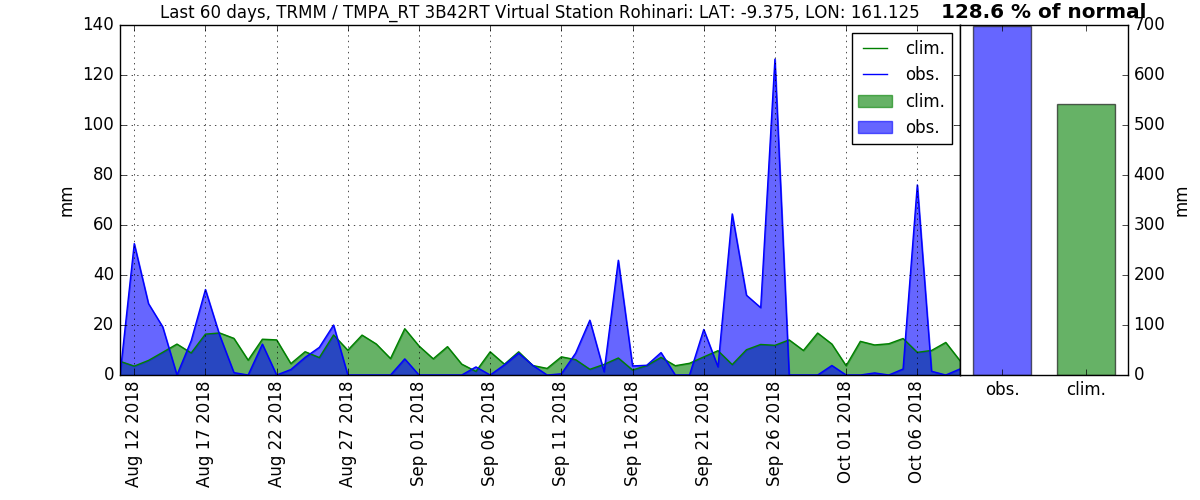 Last 60 days, TRMM / TMPA_RT 3B42RT Virtual Station Rohinari: LAT: -9.375, LON: 161.125
128.6 % of normal
140
120
100
80
60
40
20
0
mm
clim.
obs.
clim.
obs.
700
600
500
400
300
200
100
0
mm
Aug 12 2018
Aug 17 2018
Aug 22 2018
Aug 27 2018
Sep 01 2018
Sep 06 2018
Sep 11 2018
Sep 16 2018
Sep 21 2018
Sep 26 2018
Oct 01 2018
Oct 06 2018
obs.
clim.